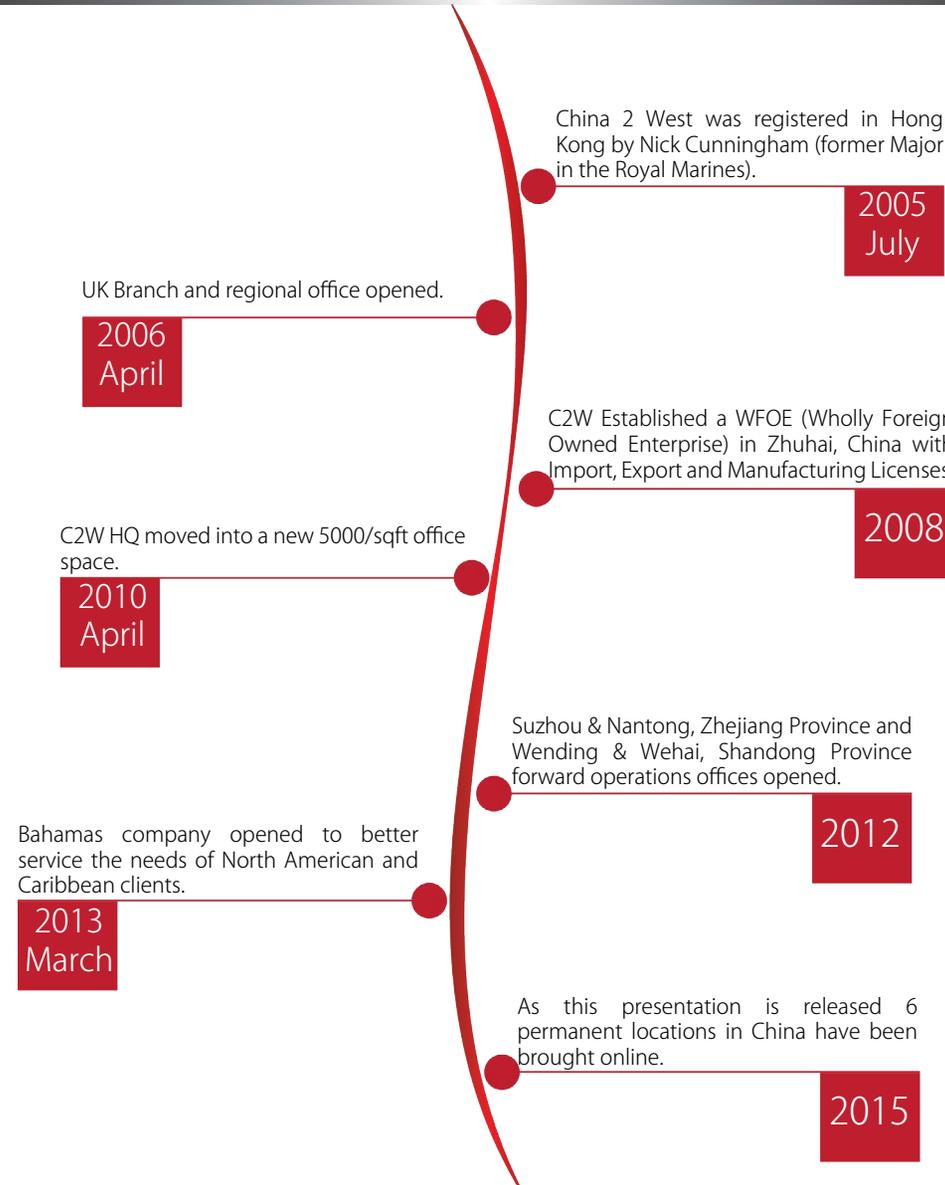 China 2 West was registered in Hong
Kong by Nick Cunningham (former Major
in the Royal Marines).
2005
July
UK Branch and regional office opened.
2006
April
C2W Established a WFOE (Wholly Foreign
Owned Enterprise) in Zhuhai, China with
Import, Export and Manufacturing Licenses
2008
C2W HQ moved into a new 5000/sqft office
space.
2010
April
Suzhou & Nantong, Zhejiang Province and
Wending & Wehai, Shandong Province
forward operations offices opened.
2012
Bahamas company opened to better
service the needs of North American and
Caribbean clients.
2013
March
As this presentation is released 6
permanent locations in China have been
brought online.
2015